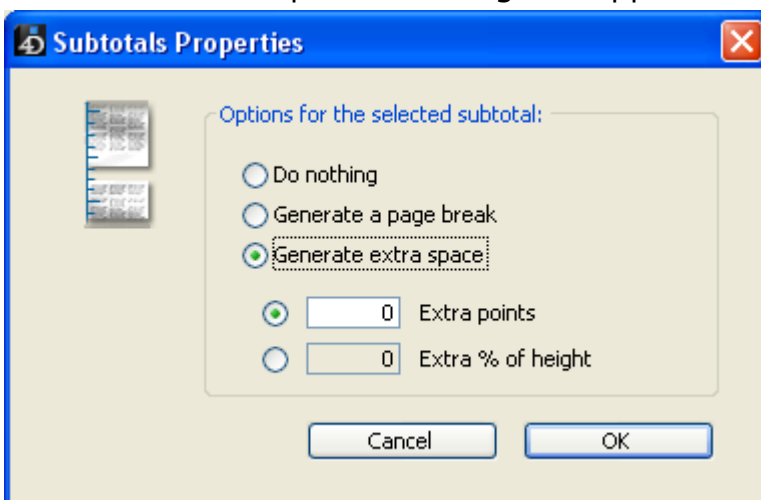 4D Subtotals Properties
Options for the selected subtotal:
Do nothing
Generate a page break
Generate extra space
0 Extra points
0 Extra % of height
Cancel OK